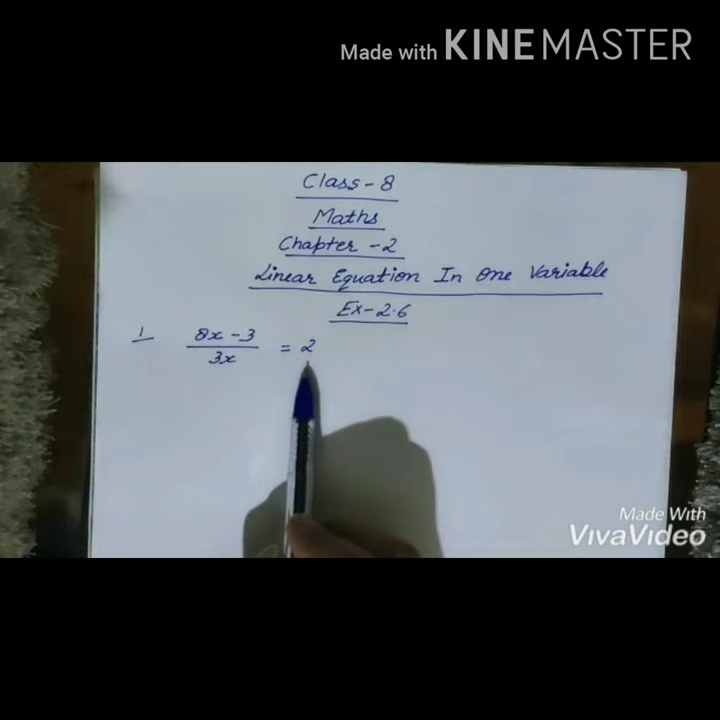 Made with KINEMASTER
Class-8
Maths
Chapter -2
Linear Equation In One Variable
Ex-2.6
1 8x-3
3x = 2
Made With
VivaVideo